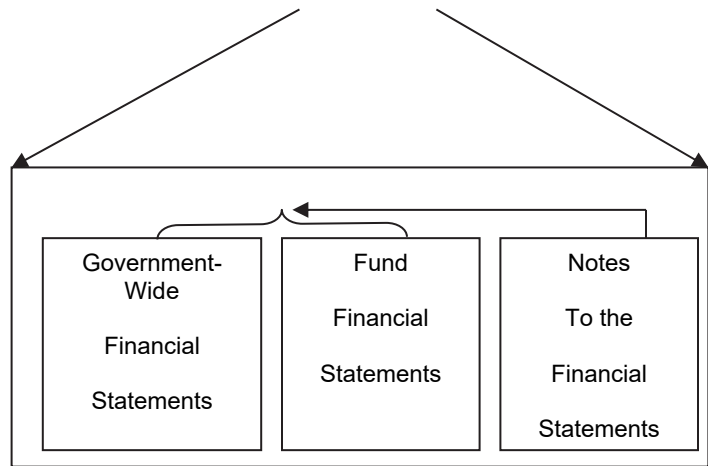 Government-
Wide
Financial
Statements
Fund
Financial
Statements
Notes
To the
Financial
Statements